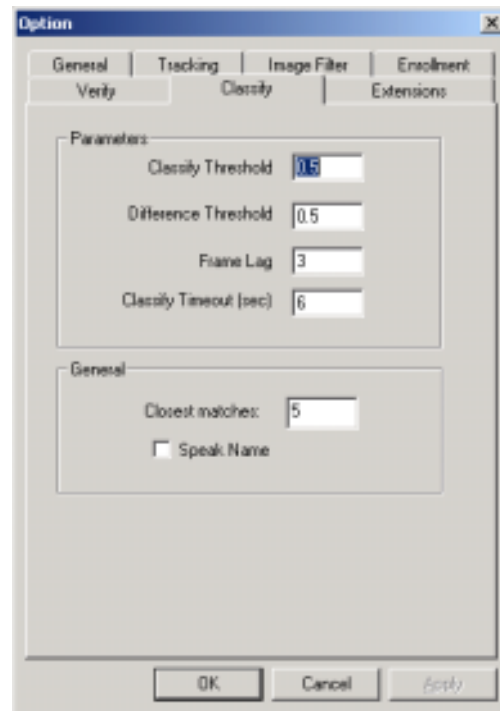 Option
General Tracking Image Filter Enrollment
Verify Classify Extensions
Parameters
Classify Threshold 0.5
Difference Threshold 0.5
Frame Lag 3
Classify Timeout (sec) 6
General
Closest matches: 5
Speak Name
OK Cancel Apply